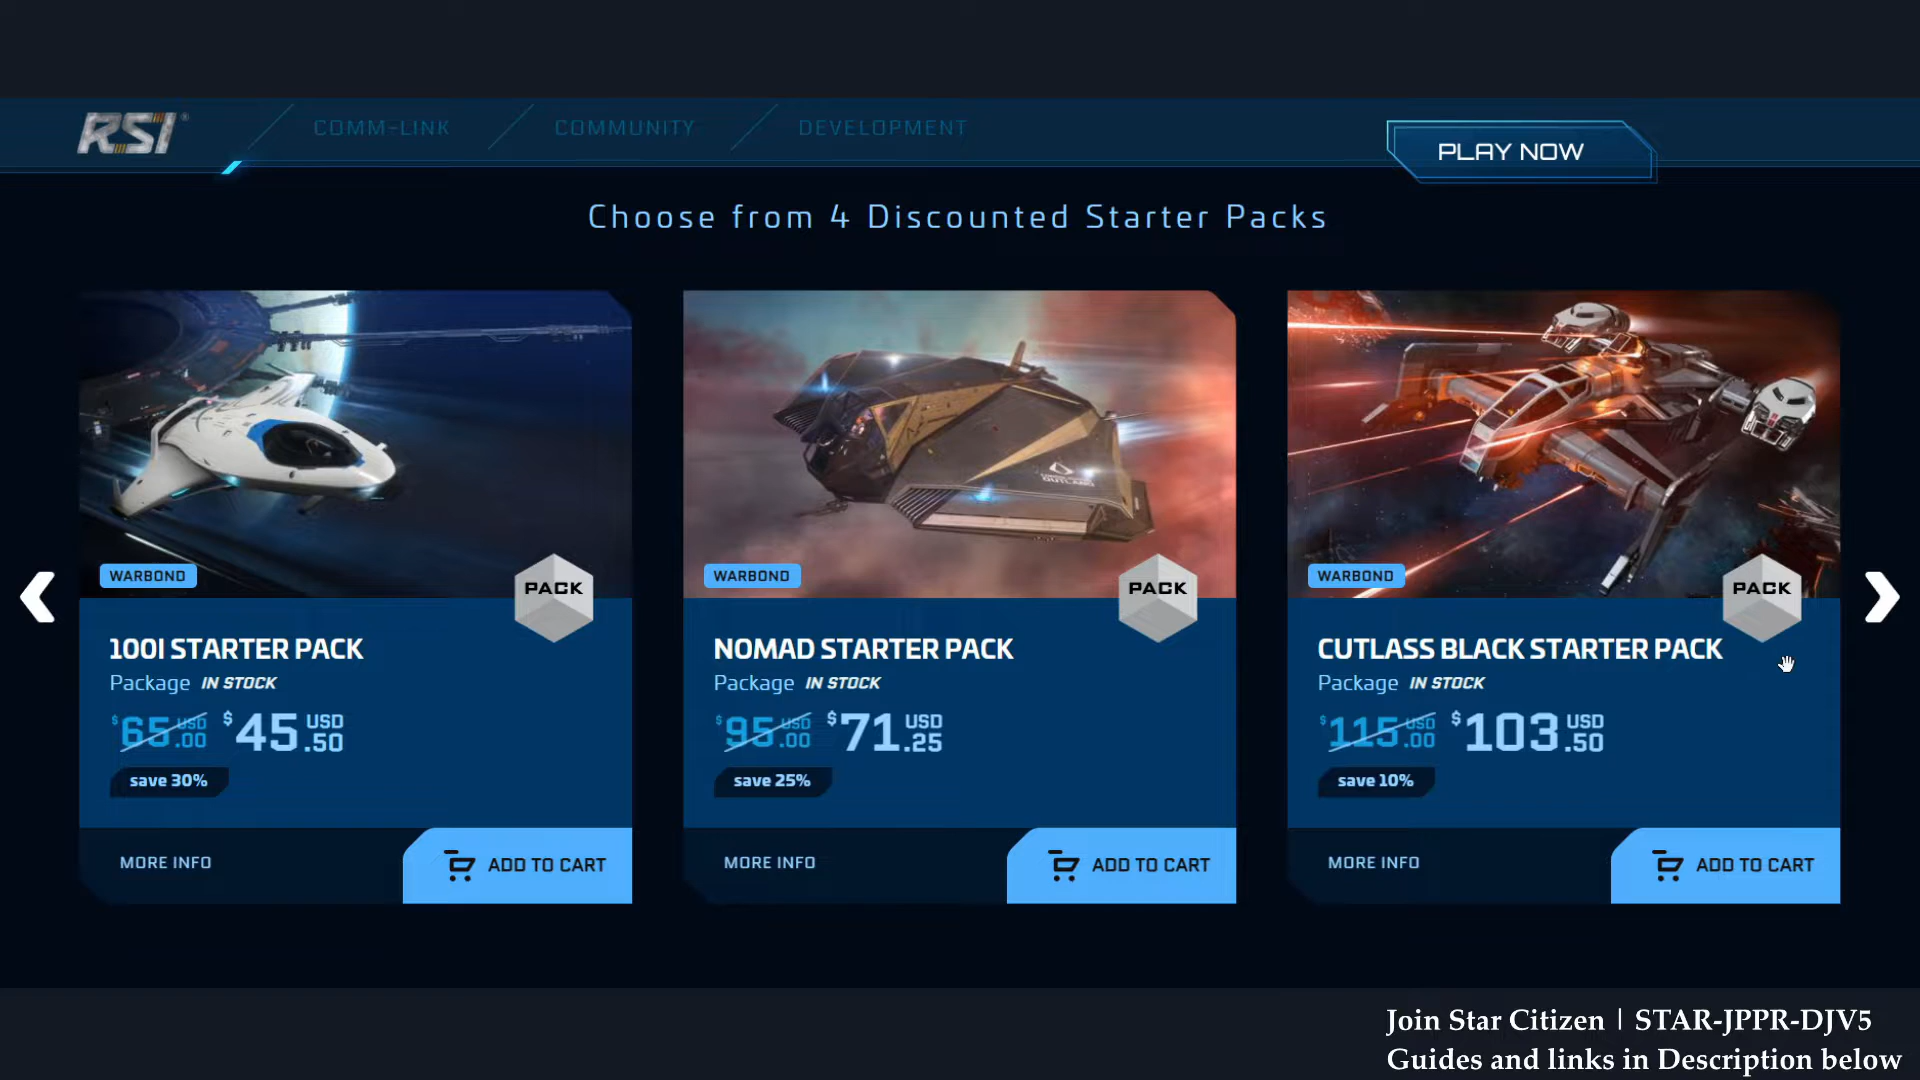 RSI
COMM-LINK
COMMUNITY
DEVELOPMENT
PLAY NOW
Choose from 4 Discounted Starter Packs
WARBOND
PACK
100I STARTER PACK
Package IN STOCK
$65.00 USD $45.50 USD
save 30%
MORE INFO
ADD TO CART
OUTLAND
WARBOND
PACK
NOMAD STARTER PACK
Package IN STOCK
$95.00 USD $71.25 USD
save 25%
MORE INFO
ADD TO CART
WARBOND
PACK
CUTLASS BLACK STARTER PACK
Package IN STOCK
$115.00 USD $103.50 USD
save 10%
MORE INFO
ADD TO CART
Join Star Citizen | STAR-JPPR-DJV5
Guides and links in Description below